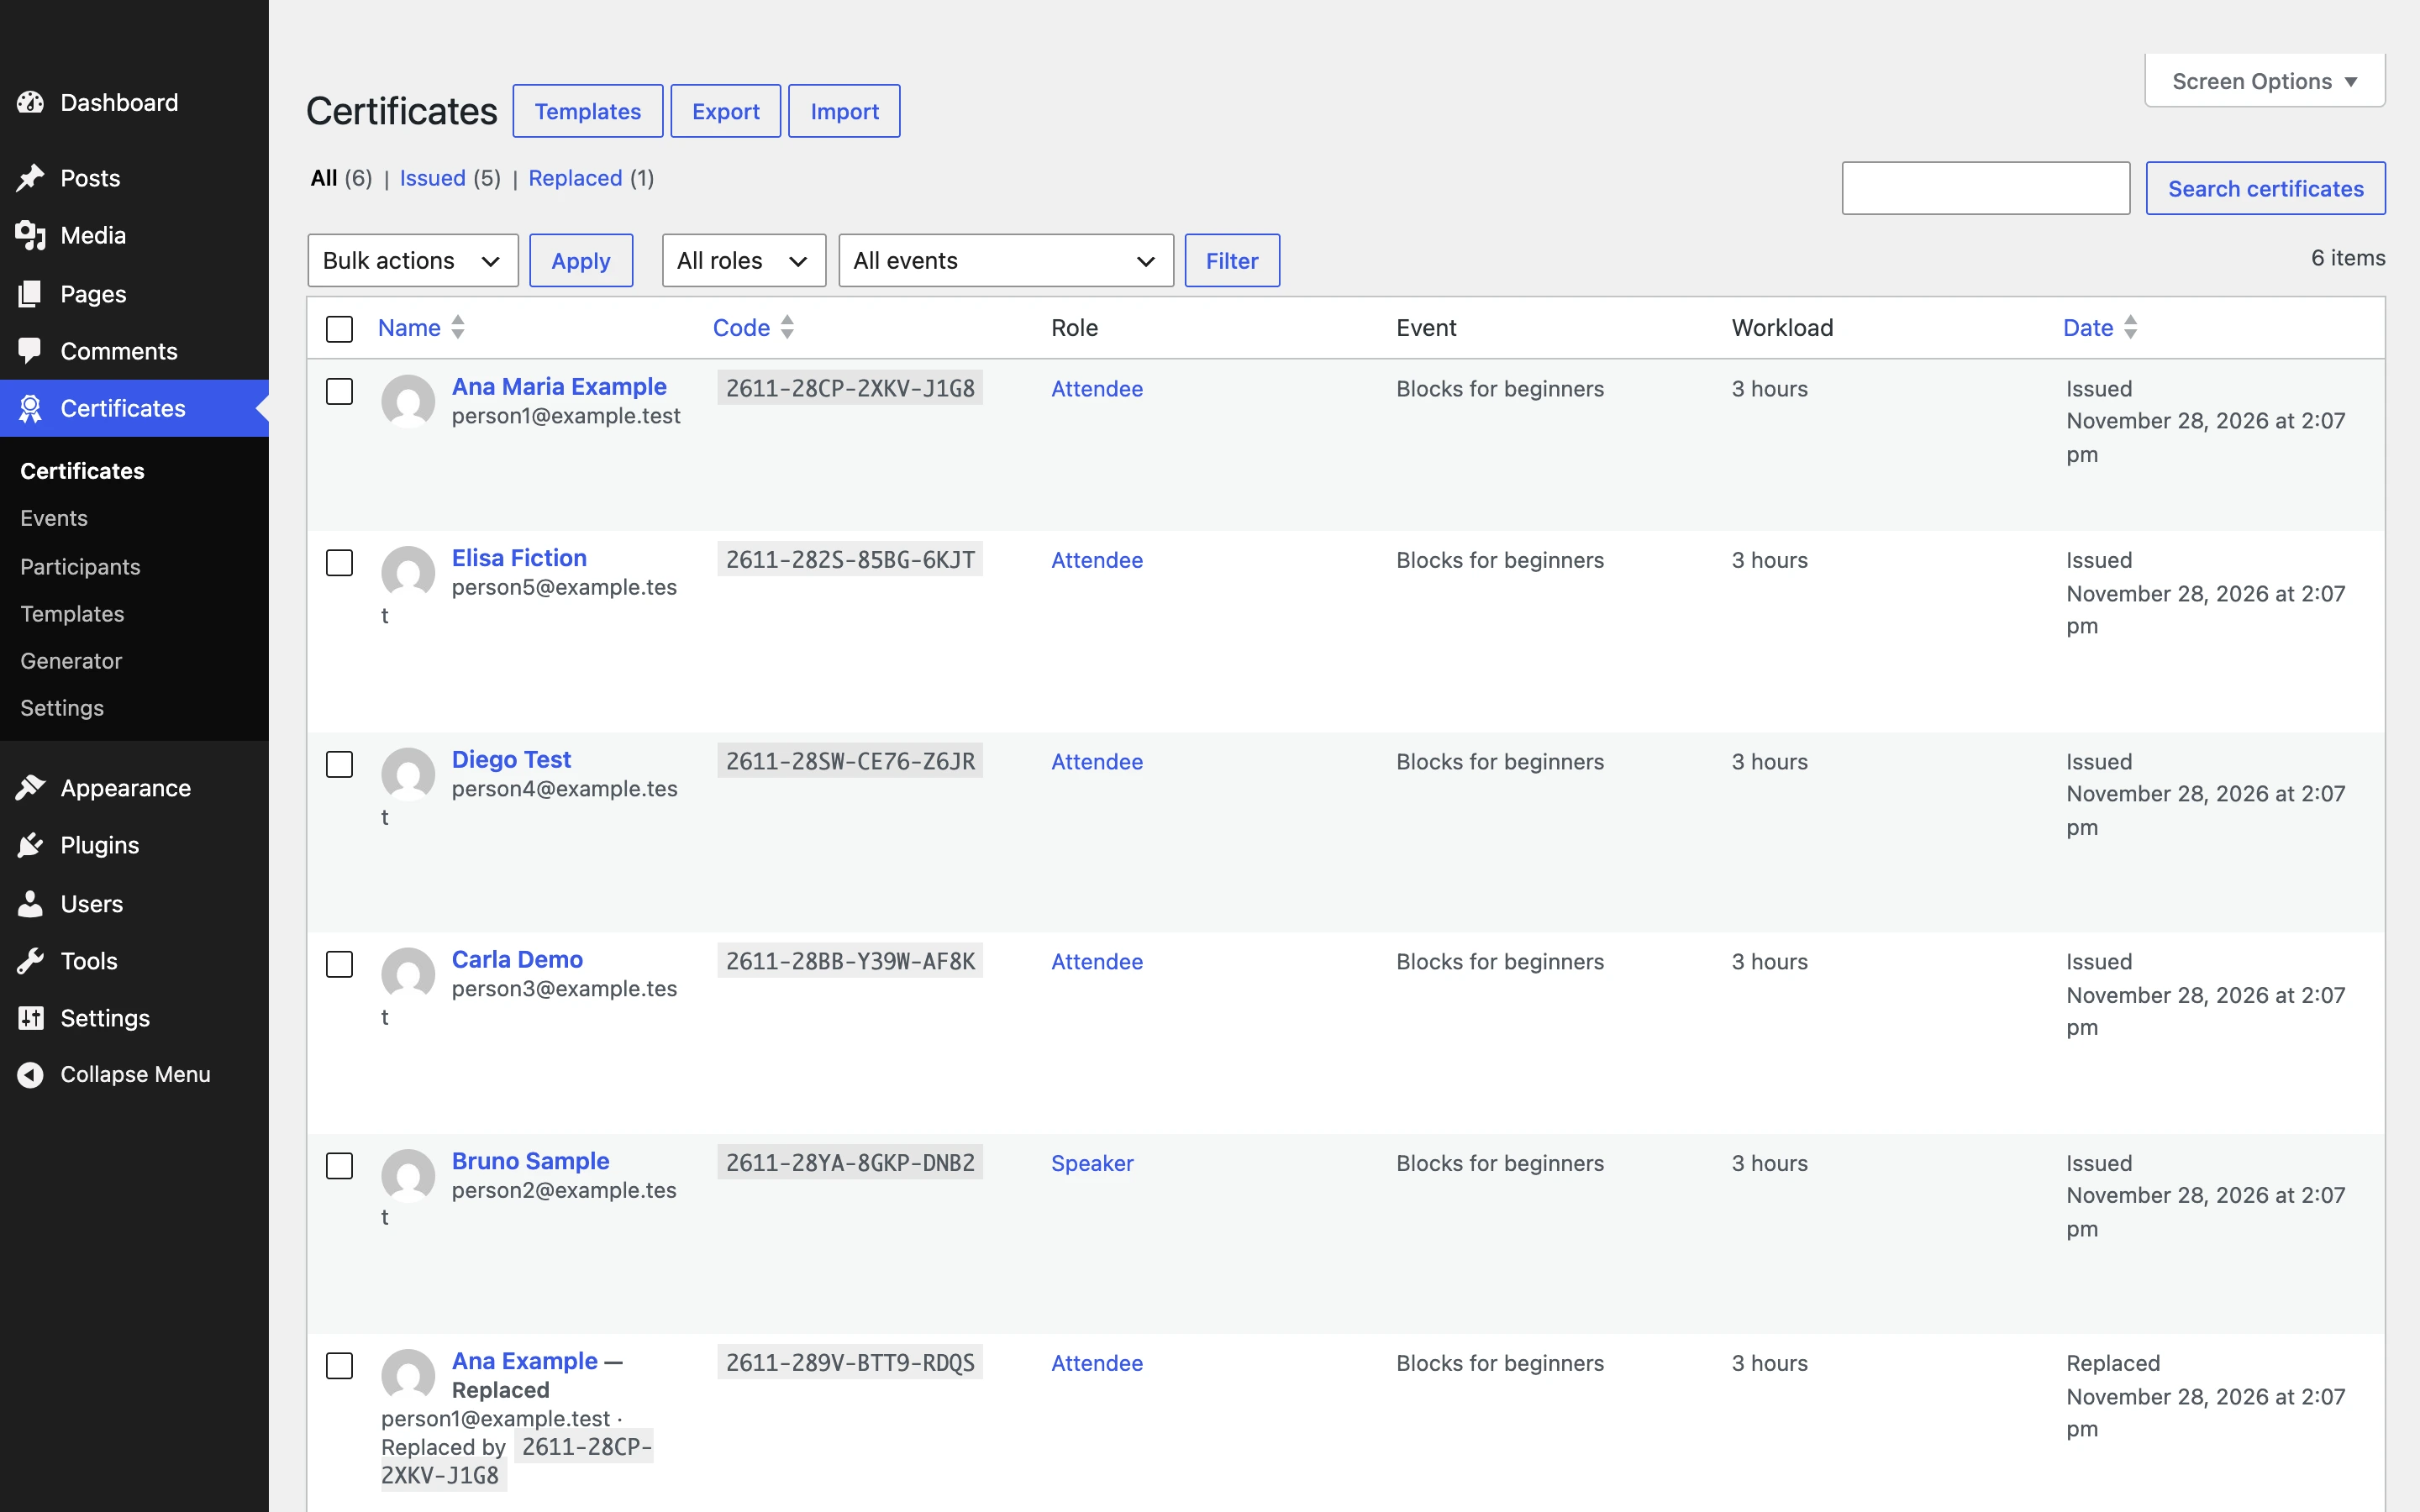 Dashboard
Posts
Media
Pages
Comments
Certificates
Certificates
Events
Participants
Templates
Generator
Settings
Appearance
Plugins
Users
Tools
Settings
Collapse Menu
Screen Options
Certificates Templates Export Import
All (6) | Issued (5) | Replaced (1)
Search certificates
Bulk actions Apply All roles All events Filter
6 items
Name Code Role Event Workload Date
Ana Maria Example 2611-28CP-2XKV-J1G8 Attendee Blocks for beginners 3 hours Issued
person1@example.test November 28, 2026 at 2:07
pm
Elisa Fiction 2611-282S-85BG-6KJT Attendee Blocks for beginners 3 hours Issued
person5@example.tes November 28, 2026 at 2:07
t pm
Diego Test 2611-28SW-CE76-Z6JR Attendee Blocks for beginners 3 hours Issued
person4@example.tes November 28, 2026 at 2:07
t pm
Carla Demo 2611-28BB-Y39W-AF8K Attendee Blocks for beginners 3 hours Issued
person3@example.tes November 28, 2026 at 2:07
t pm
Bruno Sample 2611-28YA-8GKP-DNB2 Speaker Blocks for beginners 3 hours Issued
person2@example.tes November 28, 2026 at 2:07
t pm
Ana Example — 2611-289V-BTT9-RDQS Attendee Blocks for beginners 3 hours Replaced
Replaced November 28, 2026 at 2:07
person1@example.test · pm
Replaced by 2611-28CP-
2XKV-J1G8